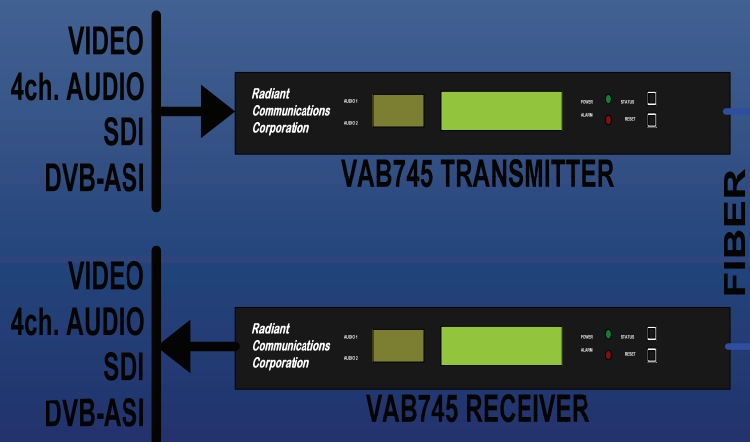 VIDEO
4ch. AUDIO
SDI
DVB-ASI
Radiant
Communications
Corporation
AUDIO 1
AUDIO 2
POWER
STATUS
ALARM
RESET
VAB745 TRANSMITTER
FIBER
VIDEO
4ch. AUDIO
SDI
DVB-ASI
Radiant
Communications
Corporation
AUDIO 1
AUDIO 2
POWER
STATUS
ALARM
RESET
VAB745 RECEIVER